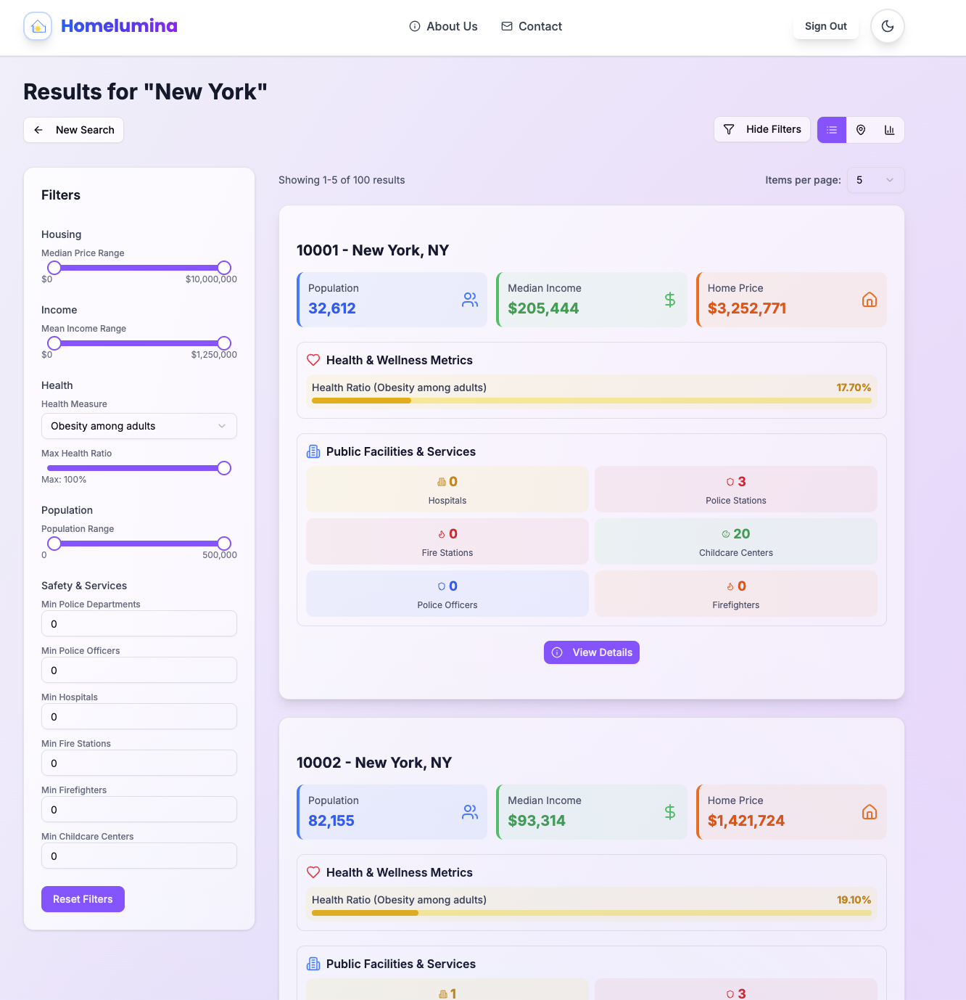 Homelumina
About Us
Contact
Sign Out
Results for "New York"
New Search
Hide Filters
Filters
Housing
Median Price Range
$0 $10,000,000
Income
Mean Income Range
$0 $1,250,000
Health
Health Measure
Obesity among adults
Max Health Ratio
Max: 100%
Population
Population Range
0 500,000
Safety & Services
Min Police Departments
0
Min Police Officers
0
Min Hospitals
0
Min Fire Stations
0
Min Firefighters
0
Min Childcare Centers
0
Reset Filters
Showing 1-5 of 100 results
Items per page: 5
10001 - New York, NY
Population
32,612
Median Income
$205,444
Home Price
$3,252,771
Health & Wellness Metrics
Health Ratio (Obesity among adults) 17.70%
Public Facilities & Services
0
Hospitals
3
Police Stations
0
Fire Stations
20
Childcare Centers
0
Police Officers
0
Firefighters
View Details
10002 - New York, NY
Population
82,155
Median Income
$93,314
Home Price
$1,421,724
Health & Wellness Metrics
Health Ratio (Obesity among adults) 19.10%
Public Facilities & Services
1
3